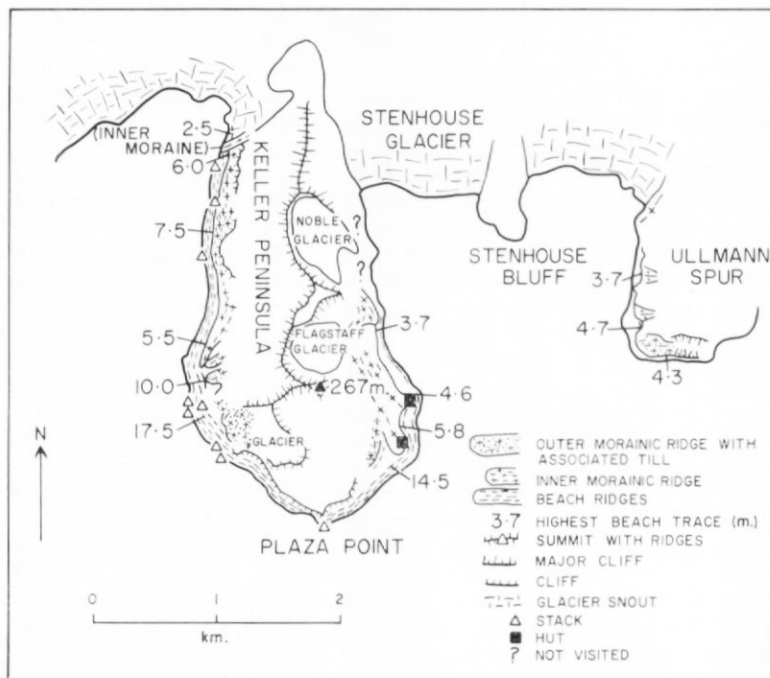 STENHOUSE
GLACIER
2·5
(INNER
MORAINE)
6·0
KELLER PENINSULA
7·5
NOBLE
GLACIER
?
?
STENHOUSE
BLUFF
ULLMANN
SPUR
3·7
4·7
4·3
3·7
FLAGSTAFF
GLACIER
5·5
10·0
267m.
4·6
5·8
17·5
GLACIER
14·5
PLAZA POINT
N
0 1 2
km.
OUTER MORAINIC RIDGE WITH
ASSOCIATED TILL
INNER MORAINIC RIDGE
BEACH RIDGES
3·7 HIGHEST BEACH TRACE (m.)
SUMMIT WITH RIDGES
MAJOR CLIFF
CLIFF
GLACIER SNOUT
STACK
HUT
? NOT VISITED